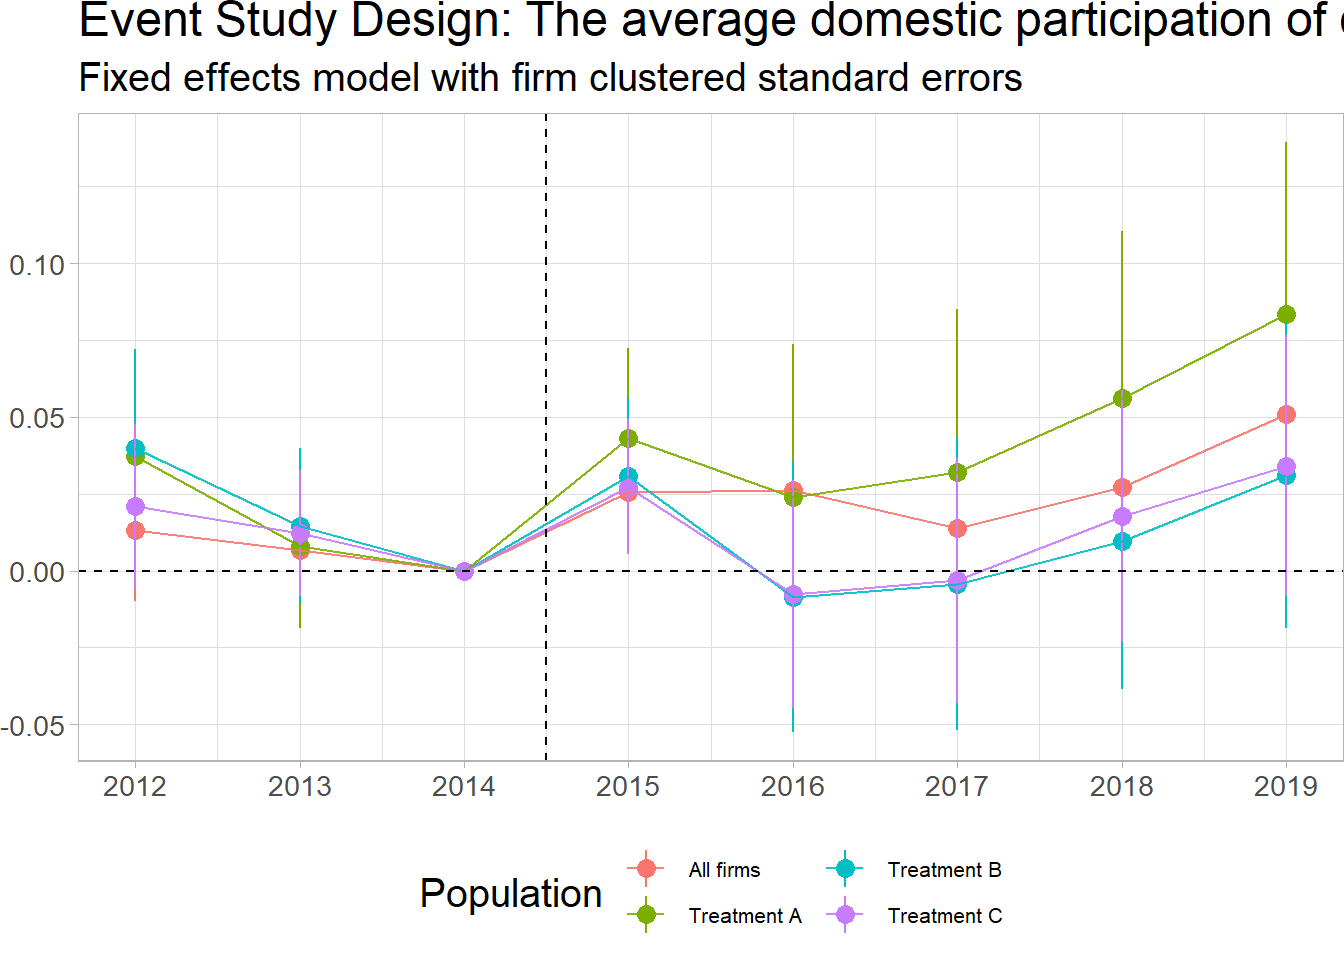 Event Study Design: The average domestic participation of
Fixed effects model with firm clustered standard errors
0.10
0.05
0.00
-0.05
2012 2013 2014 2015 2016 2017 2018 2019
Population
All firms
Treatment B
Treatment A
Treatment C